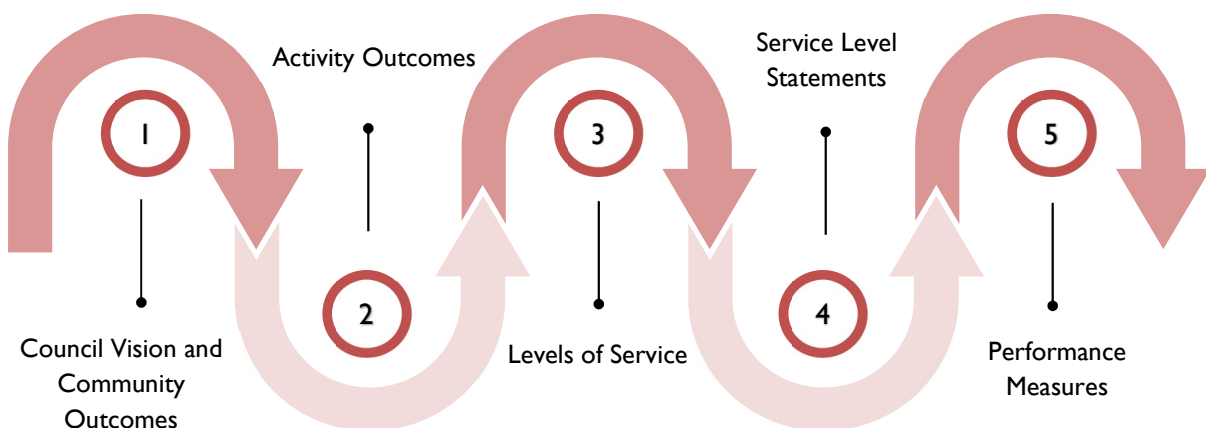 1
Council Vision and
Community
Outcomes
Activity Outcomes
2
3
Levels of Service
Service Level
Statements
4
5
Performance
Measures